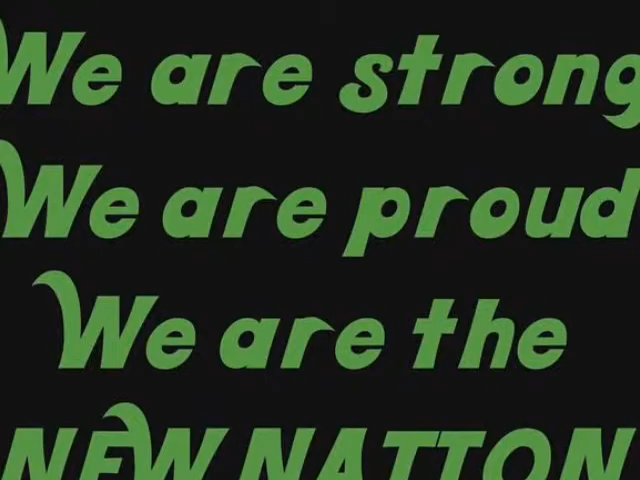 We are strong
We are proud
We are the
NEW NATION